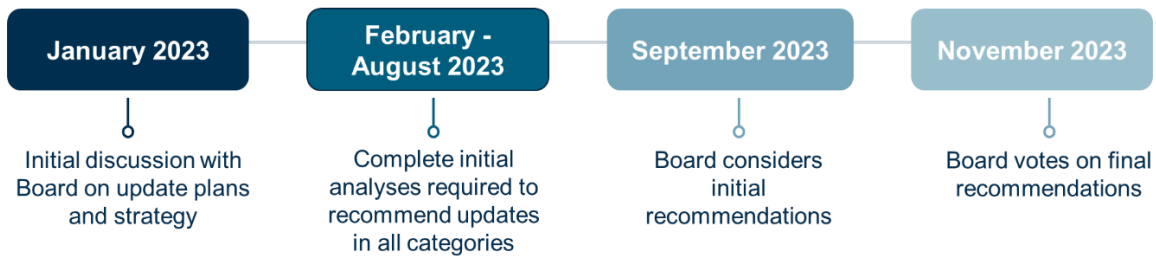 January 2023
Initial discussion with
Board on update plans
and strategy
February -
August 2023
Complete initial
analyses required to
recommend updates
in all categories
September 2023
Board considers
initial
recommendations
November 2023
Board votes on final
recommendations